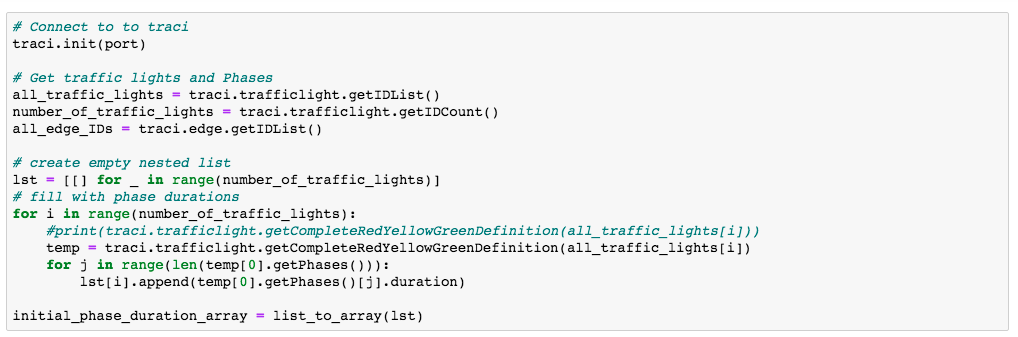 # Connect to to traci
traci.init(port)
# Get traffic lights and Phases
all_traffic_lights = traci.trafficlight.getIDList()
number_of_traffic_lights = traci.trafficlight.getIDCount()
all_edge_IDs = traci.edge.getIDList()
# create empty nested list
lst = [[] for _ in range(number_of_traffic_lights)]
# fill with phase durations
for i in range(number_of_traffic_lights):
    #print(traci.trafficlight.getCompleteRedYellowGreenDefinition(all_traffic_lights[i]))
    temp = traci.trafficlight.getCompleteRedYellowGreenDefinition(all_traffic_lights[i])
    for j in range(len(temp[0].getPhases())):
        lst[i].append(temp[0].getPhases()[j].duration)
initial_phase_duration_array = list_to_array(lst)